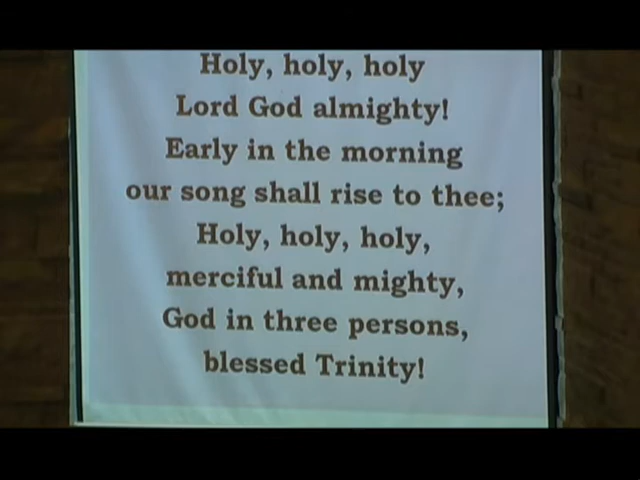 Holy, holy, holy
Lord God almighty!
Early in the morning
our song shall rise to thee;
Holy, holy, holy,
merciful and mighty,
God in three persons,
blessed Trinity!